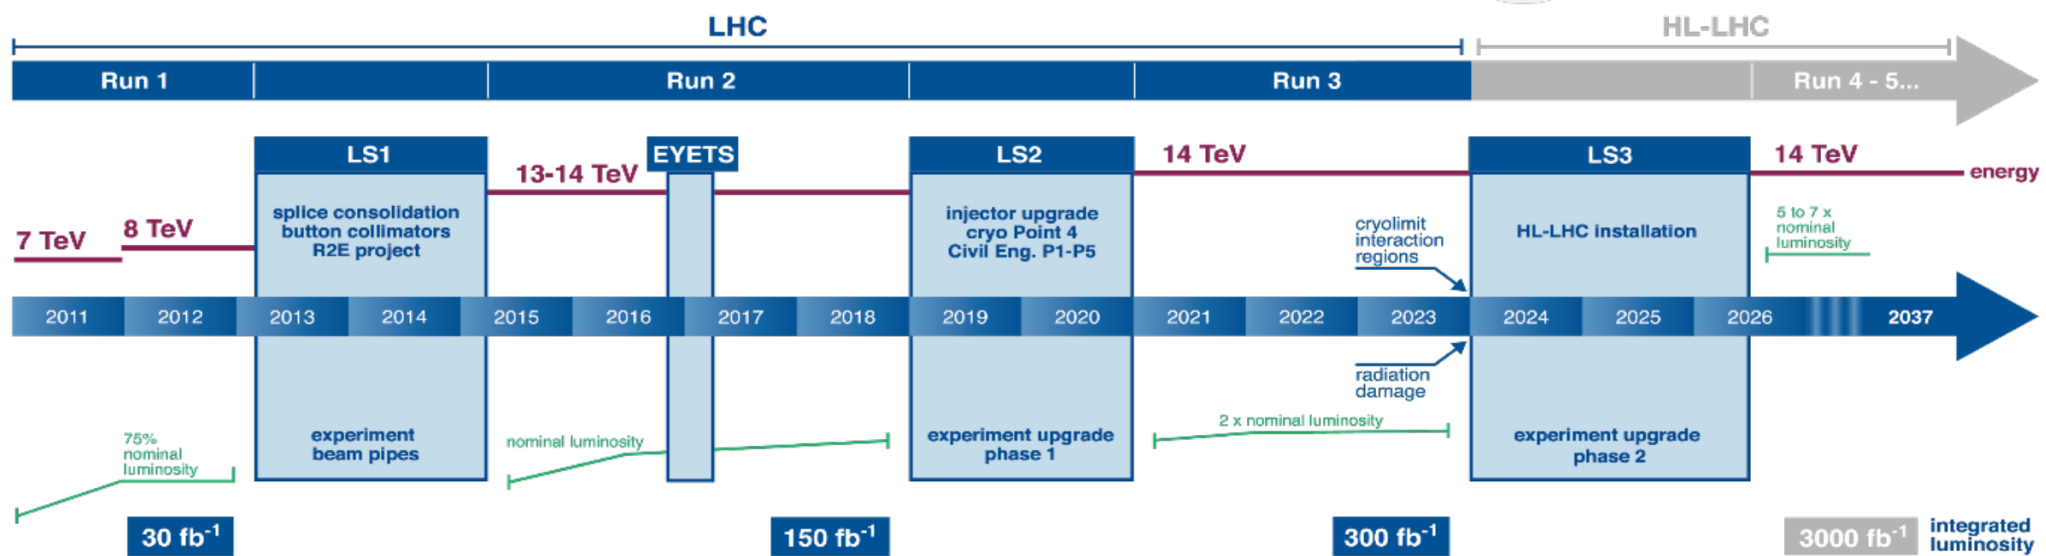 LHC
HL-LHC
Run 1
Run 2
Run 3
Run 4 - 5...
LS1
EYETS
LS2
LS3
14 TeV
14 TeV
13-14 TeV
energy
7 TeV
8 TeV
splice consolidation
button collimators
R2E project
injector upgrade
cryo Point 4
Civil Eng. P1-P5
cryolimit
interaction
regions
HL-LHC installation
5 to 7 x
nominal
luminosity
2011
2012
2013
2014
2015
2016
2017
2018
2019
2020
2021
2022
2023
2024
2025
2026
2037
radiation
damage
75%
nominal
luminosity
experiment
beam pipes
nominal luminosity
experiment upgrade
phase 1
2 x nominal luminosity
experiment upgrade
phase 2
30 fb⁻¹
150 fb⁻¹
300 fb⁻¹
3000 fb⁻¹
integrated
luminosity